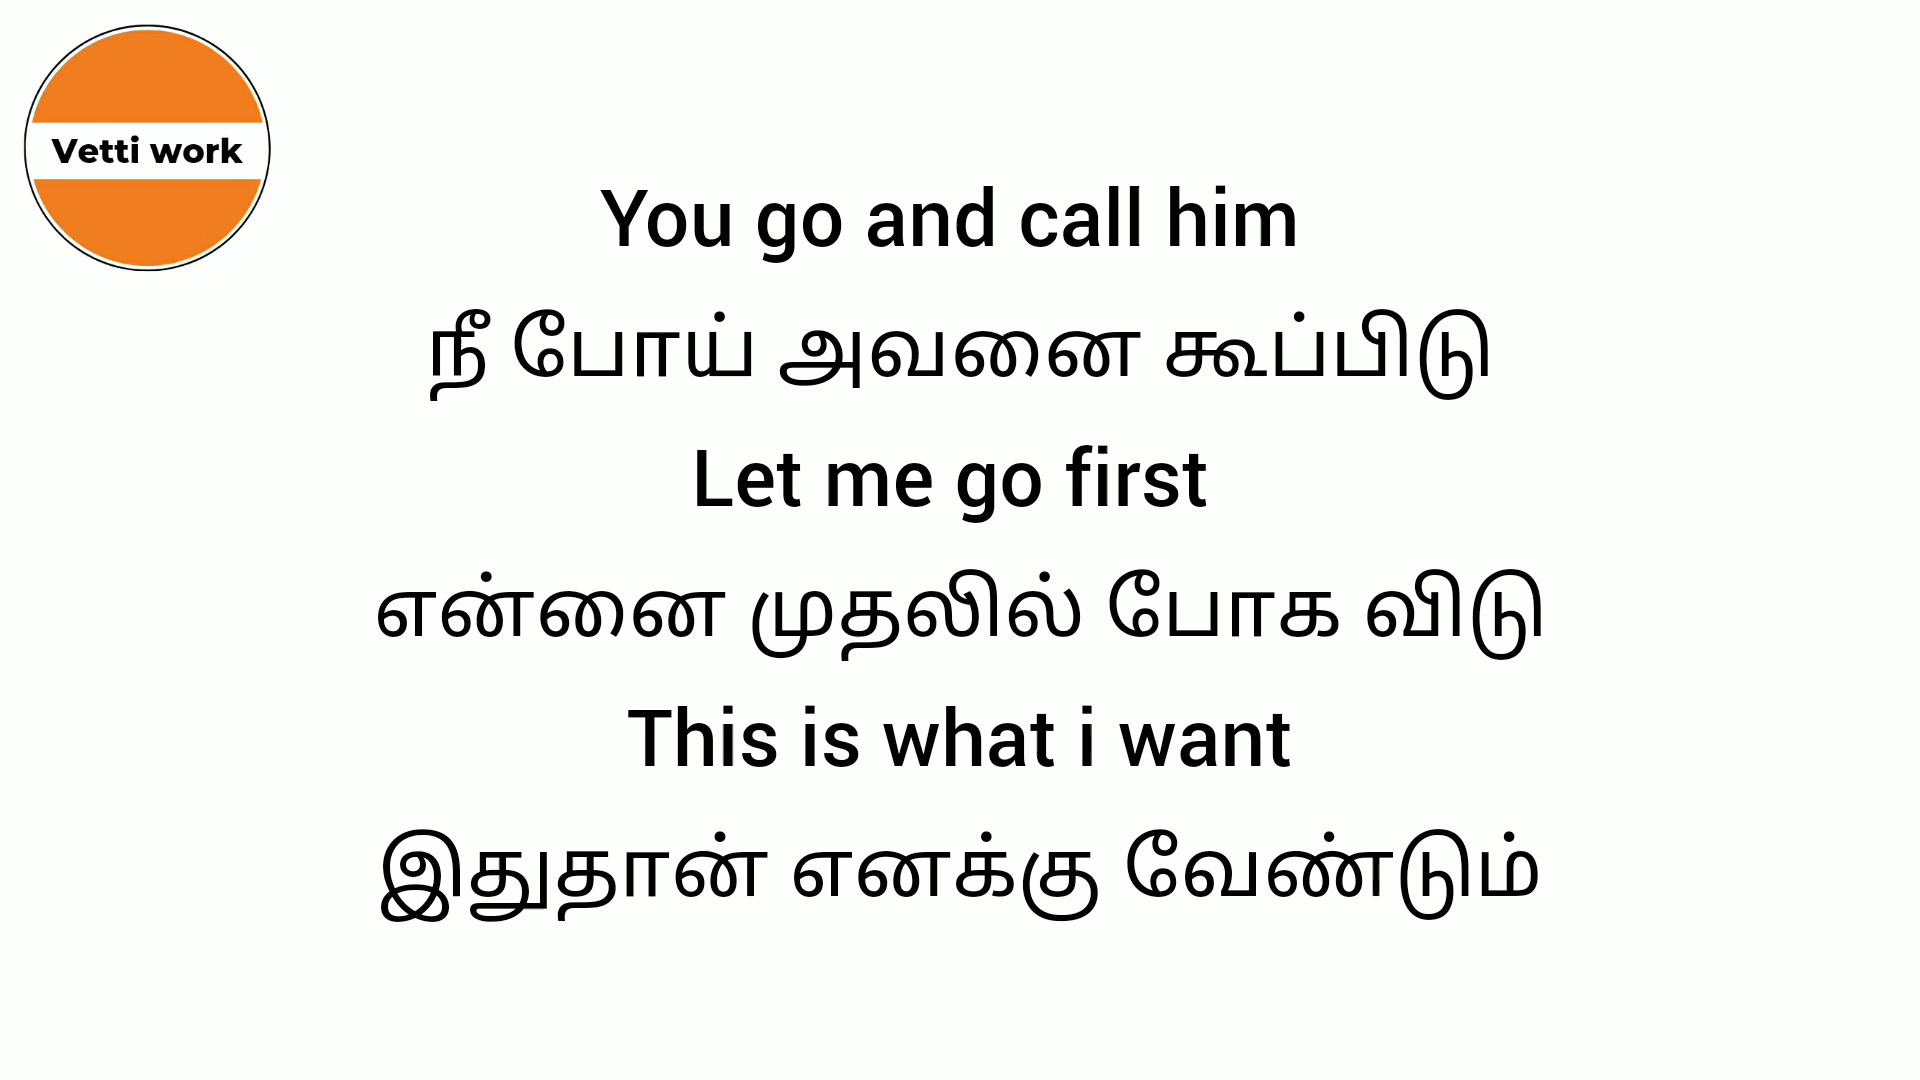 Vetti work
You go and call him
நீ போய் அவனை கூப்பிடு
Let me go first
என்னை முதலில் போக விடு
This is what i want
இதுதான் எனக்கு வேண்டும்